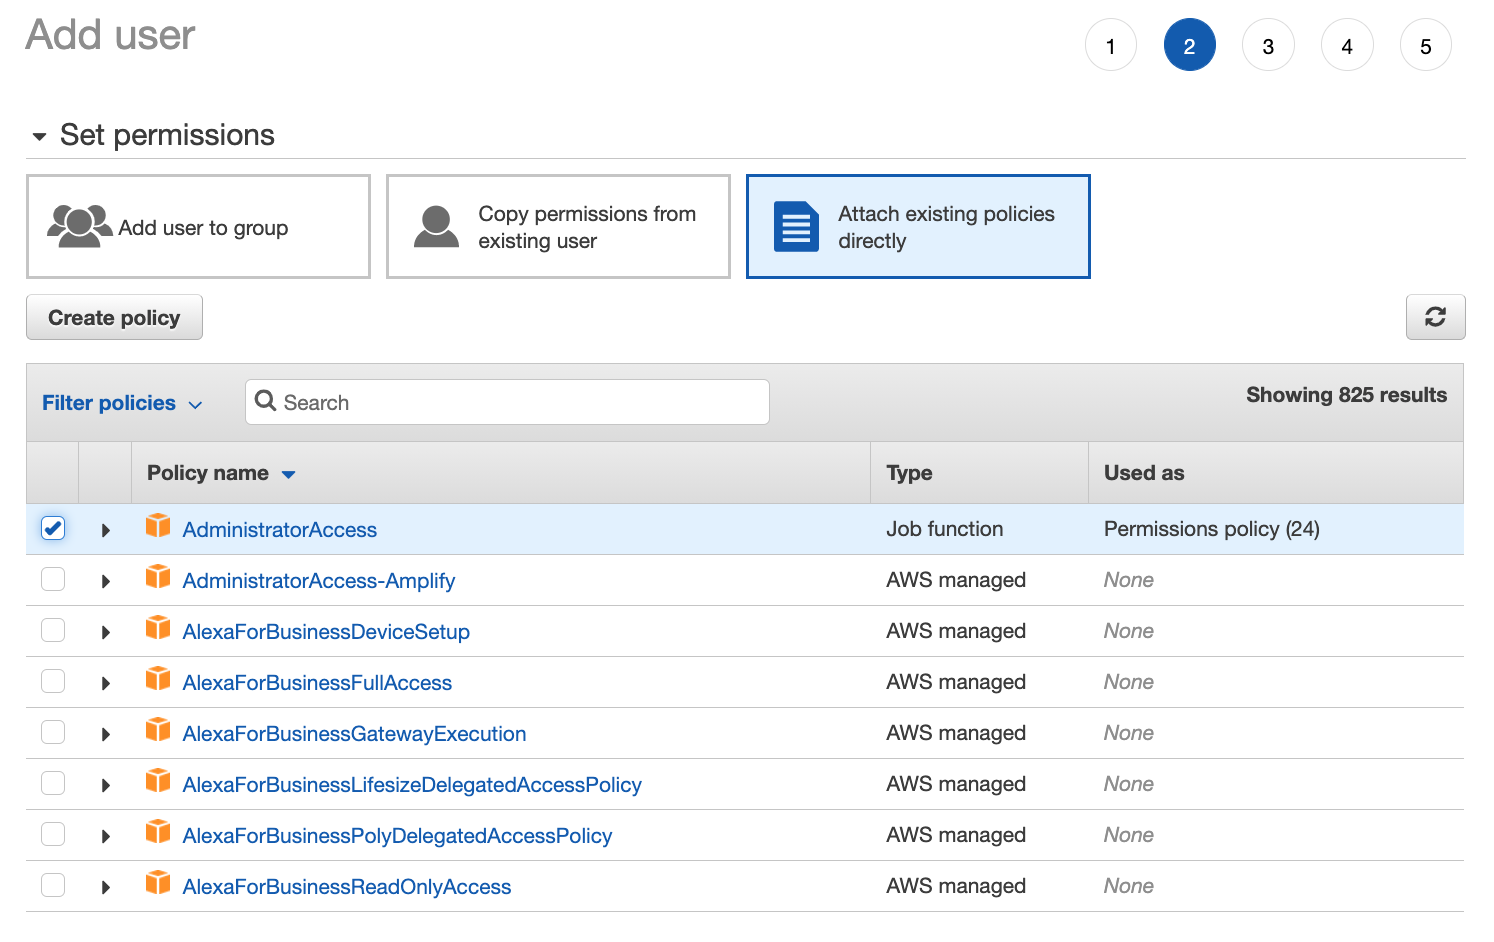 Add user
1 2 3 4 5
Set permissions
Add user to group
Copy permissions from
existing user
Attach existing policies
directly
Create policy
Filter policies
Search
Showing 825 results
Policy name Type Used as
AdministratorAccess Job function Permissions policy (24)
AdministratorAccess-Amplify AWS managed None
AlexaForBusinessDeviceSetup AWS managed None
AlexaForBusinessFullAccess AWS managed None
AlexaForBusinessGatewayExecution AWS managed None
AlexaForBusinessLifesizeDelegatedAccessPolicy AWS managed None
AlexaForBusinessPolyDelegatedAccessPolicy AWS managed None
AlexaForBusinessReadOnlyAccess AWS managed None